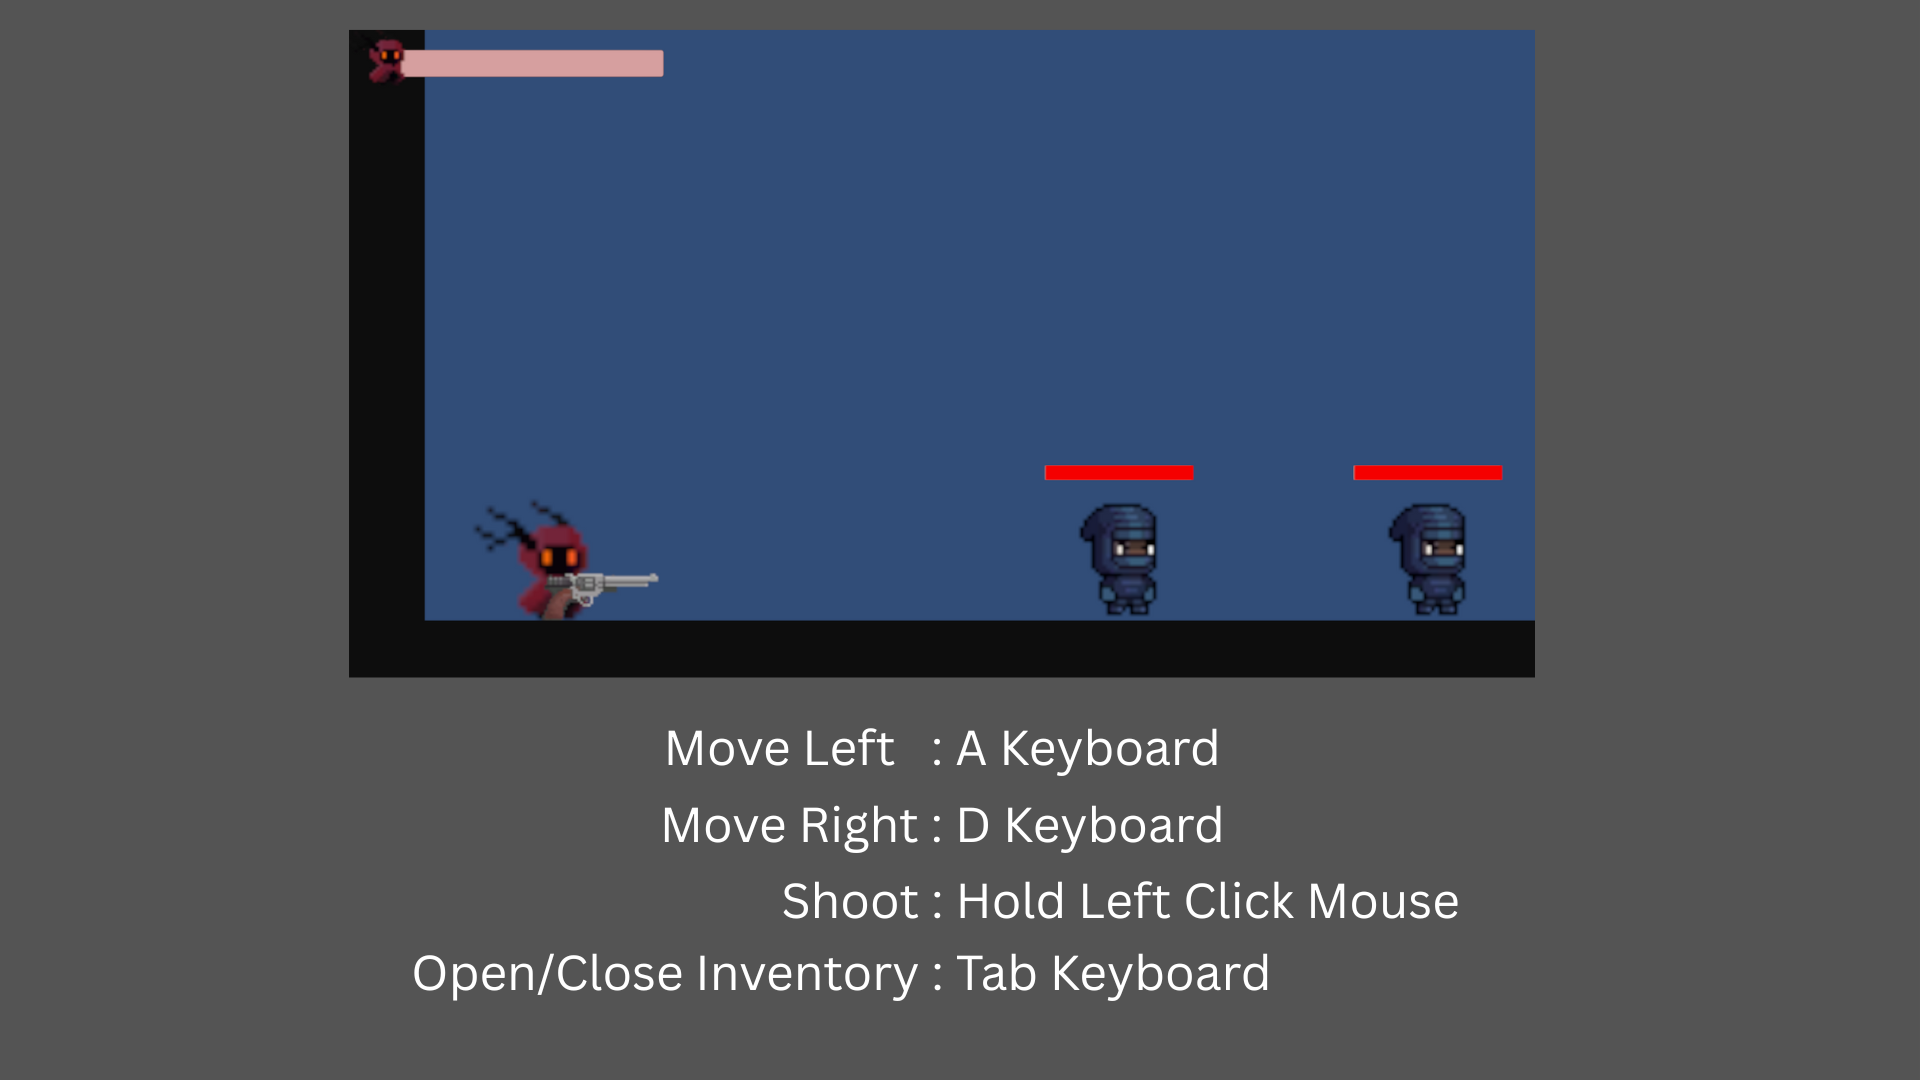 Move Left : A Keyboard
Move Right : D Keyboard
Shoot : Hold Left Click Mouse
Open/Close Inventory : Tab Keyboard